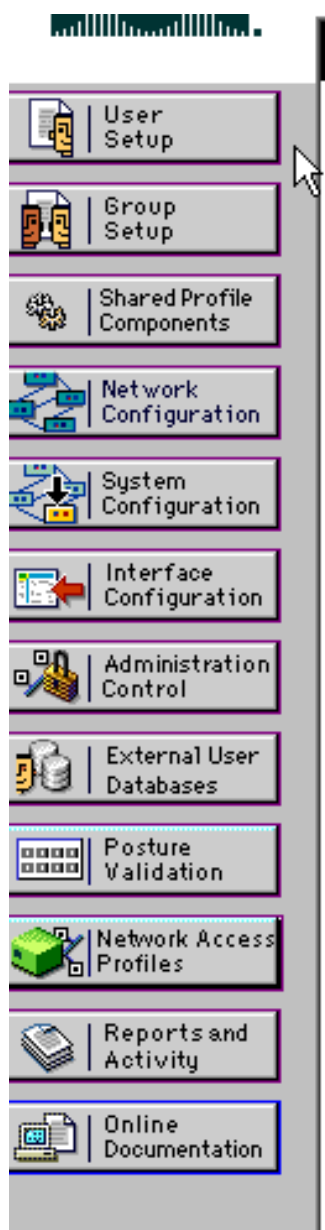 User
Setup
Group
Setup
Shared Profile
Components
Network
Configuration
System
Configuration
Interface
Configuration
Administration
Control
External User
Databases
Posture
Validation
Network Access
Profiles
Reports and
Activity
Online
Documentation